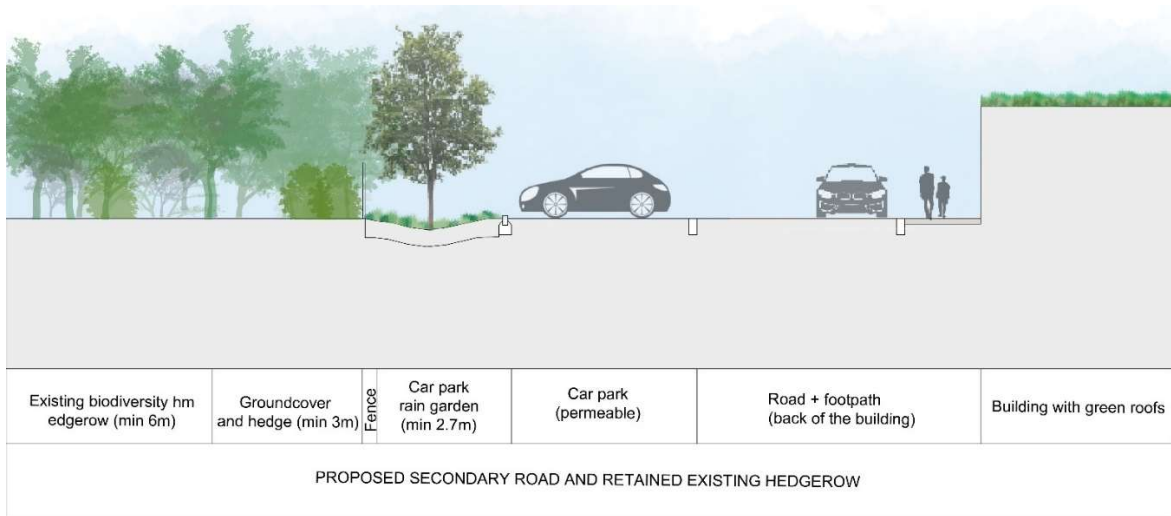 Existing biodiversity hm
edgerow (min 6m)
Groundcover
and hedge (min 3m)
Fence
Car park
rain garden
(min 2.7m)
Car park
(permeable)
Road + footpath
(back of the building)
Building with green roofs
PROPOSED SECONDARY ROAD AND RETAINED EXISTING HEDGEROW